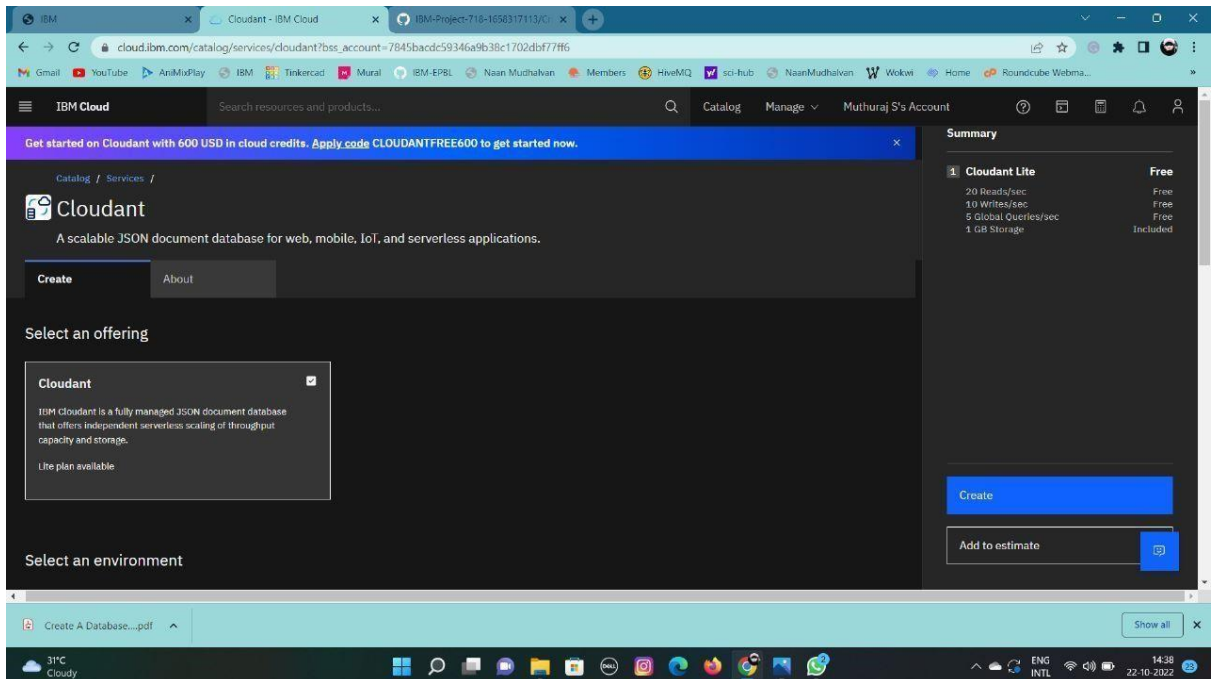 IBM
Cloudant - IBM Cloud
IBM-Project-718-1658317113/Cr
cloud.ibm.com/catalog/services/cloudant?bss_account=7845bacdc59346a9b38c1702dbf77ff6
Gmail YouTube AniMixPlay IBM Tinkercad Mural IBM-EPBL Naan Mudhalvan Members HiveMQ sci-hub NaanMudhalvan Wokwi Home Roundcube Webma... »
IBM Cloud Search resources and products... Catalog Manage Muthuraj S's Account
Get started on Cloudant with 600 USD in cloud credits. Apply code CLOUDANTFREE600 to get started now.
Catalog / Services /
Cloudant
A scalable JSON document database for web, mobile, IoT, and serverless applications.
Create About
Select an offering
Cloudant
IBM Cloudant is a fully managed JSON document database
that offers independent serverless scaling of throughput
capacity and storage.
Lite plan available
Select an environment
Summary
1 Cloudant Lite Free
20 Reads/sec Free
10 Writes/sec Free
5 Global Queries/sec Free
1 GB Storage Included
Create
Add to estimate
Create A Database....pdf
Show all
31°C
Cloudy
DELL
ENG
INTL
14:38
22-10-2022
23